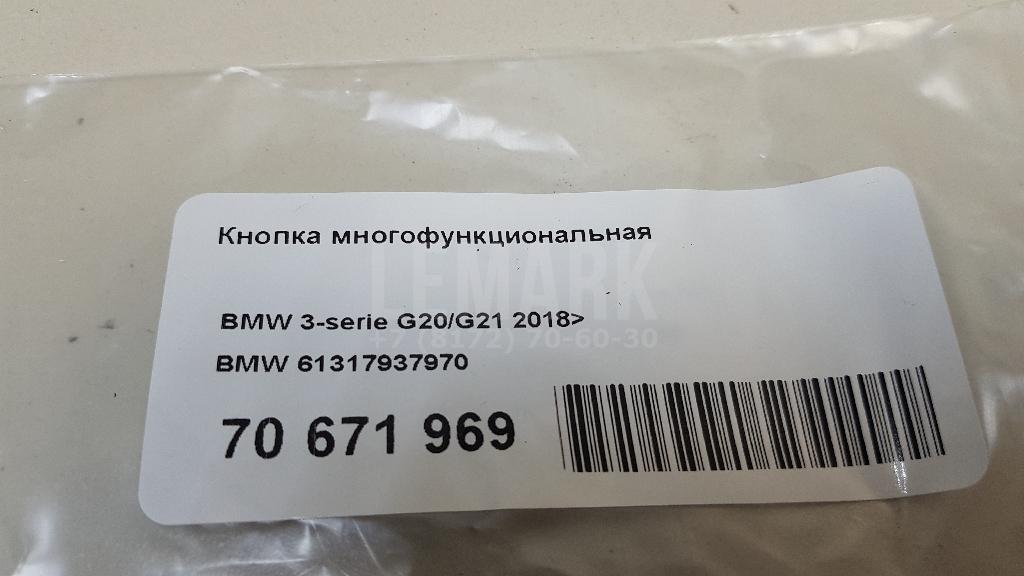 Кнопка многофункциональная
LEMARK
BMW 3-serie G20/G21 2018>
+7 (8172) 70-60-30
BMW 61317937970
70 671 969